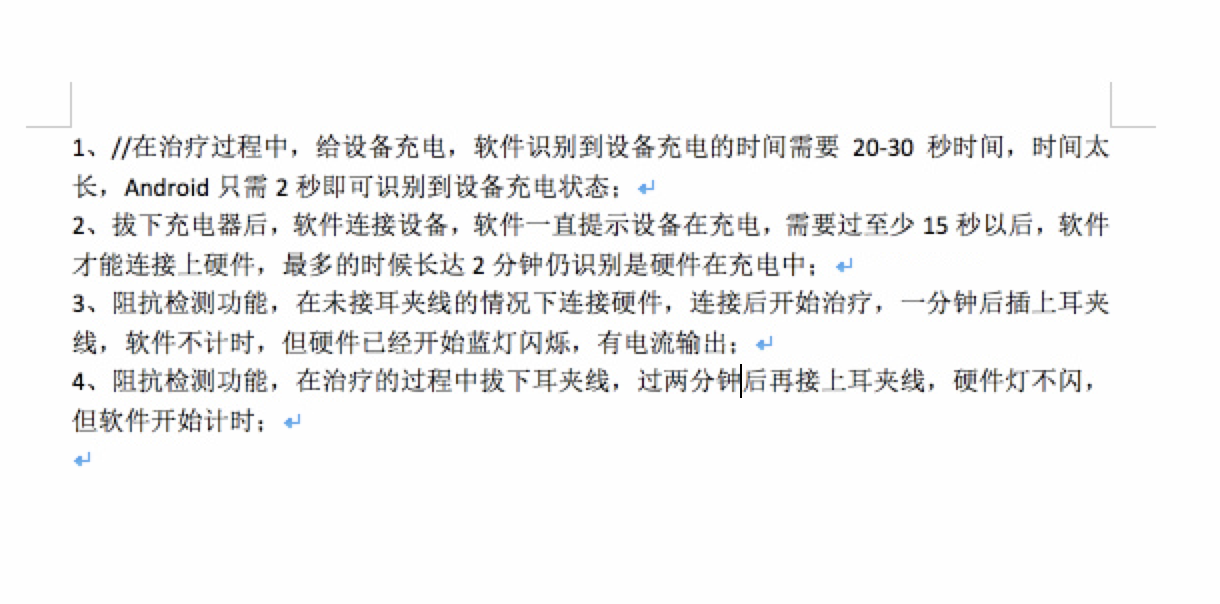 1、//在治疗过程中，给设备充电，软件识别到设备充电的时间需要 20-30 秒时间，时间太
长，Android 只需 2 秒即可识别到设备充电状态；
2、拔下充电器后，软件连接设备，软件一直提示设备在充电，需要过至少 15 秒以后，软件
才能连接上硬件，最多的时候长达 2 分钟仍识别是硬件在充电中；
3、阻抗检测功能，在未接耳夹线的情况下连接硬件，连接后开始治疗，一分钟后插上耳夹
线，软件不计时，但硬件已经开始蓝灯闪烁，有电流输出；
4、阻抗检测功能，在治疗的过程中拔下耳夹线，过两分钟后再接上耳夹线，硬件灯不闪，
但软件开始计时；